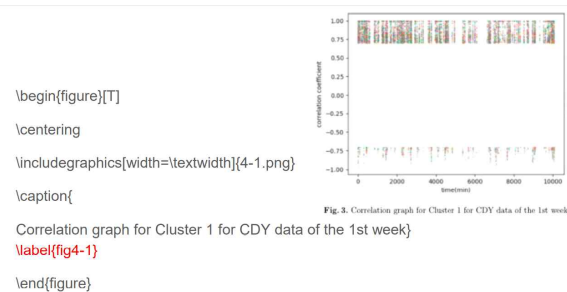 \begin{figure}[T]
\centering
\includegraphics[width=\textwidth]{4-1.png}
\caption{
Correlation graph for Cluster 1 for CDY data of the 1st week}
\label{fig4-1}
\end{figure}
correlation coefficient
1.00
0.75
0.50
0.25
0.00
−0.25
−0.50
−0.75
−1.00
0 2000 4000 6000 8000 10000
time(min)
Fig. 3. Correlation graph for Cluster 1 for CDY data of the 1st week